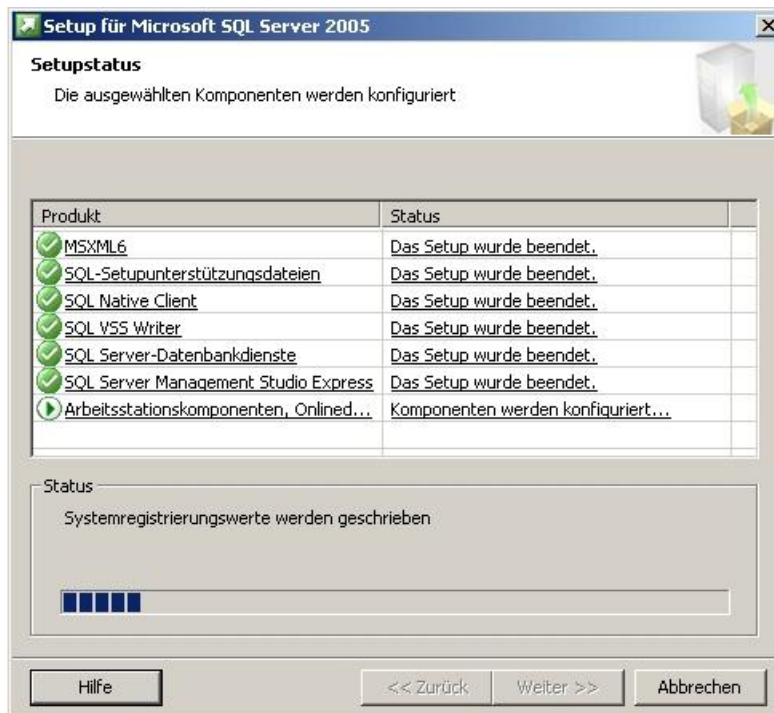 Setup für Microsoft SQL Server 2005
Setupstatus
Die ausgewählten Komponenten werden konfiguriert
Produkt Status
MSXML6 Das Setup wurde beendet.
SQL-Setupunterstützungsdateien Das Setup wurde beendet.
SQL Native Client Das Setup wurde beendet.
SQL VSS Writer Das Setup wurde beendet.
SQL Server-Datenbankdienste Das Setup wurde beendet.
SQL Server Management Studio Express Das Setup wurde beendet.
Arbeitsstationskomponenten, Onlined... Komponenten werden konfiguriert...
Status
Systemregistrierungswerte werden geschrieben
Hilfe << Zurück Weiter >> Abbrechen